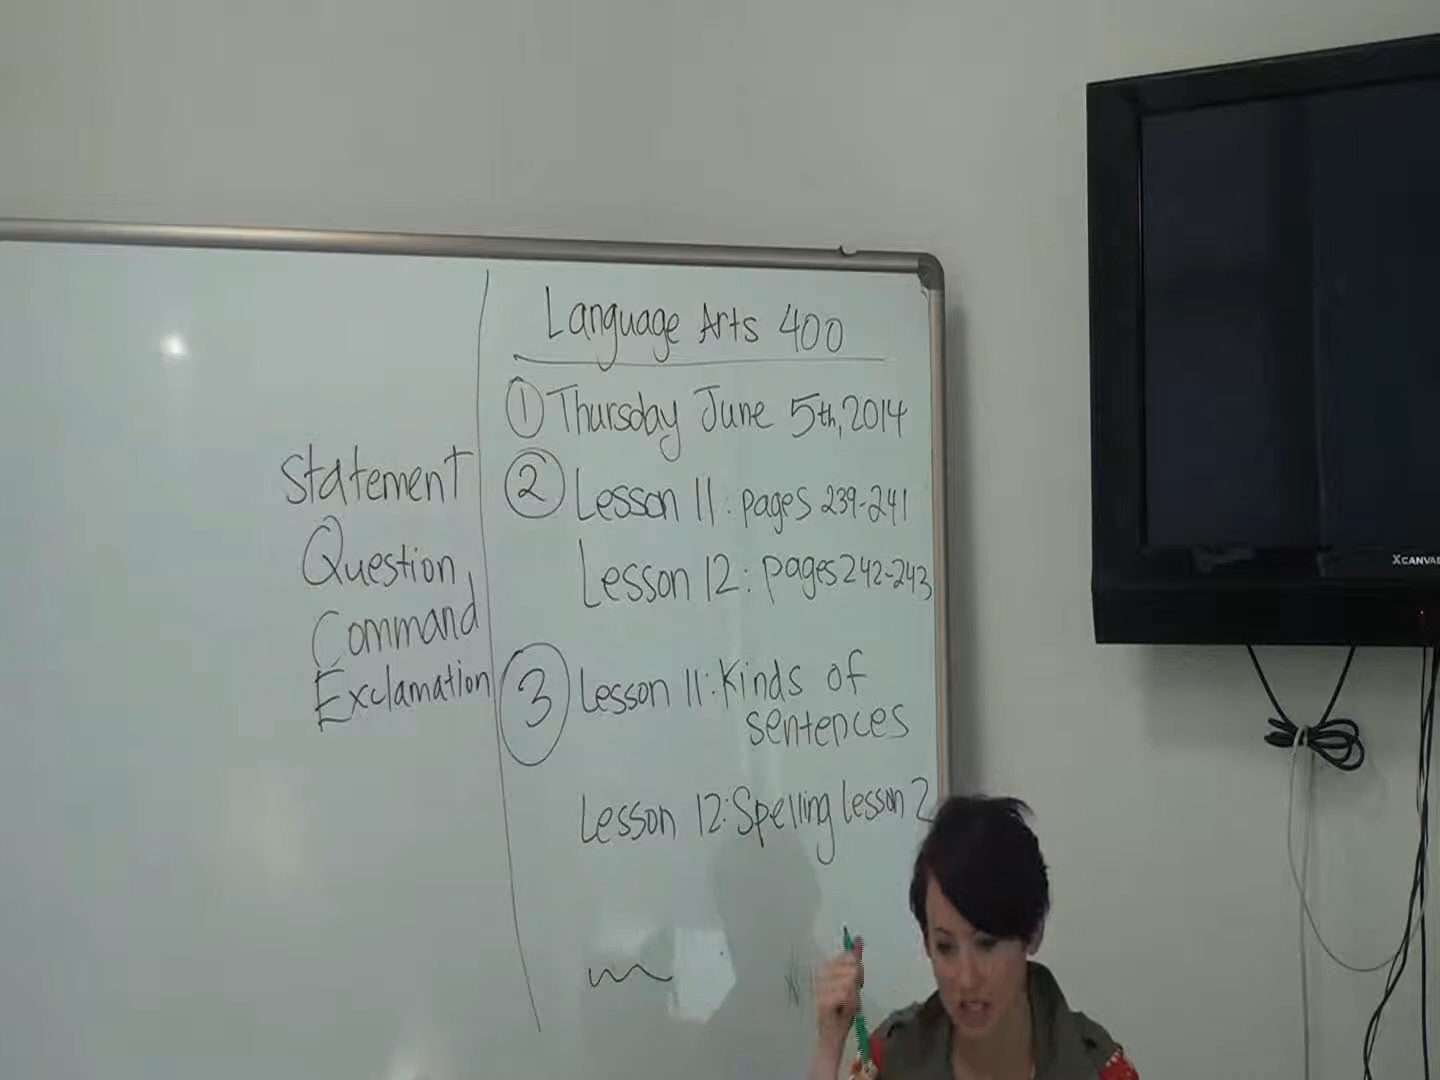 Statement
Question
Command
Exclamation
Language Arts 400
① Thursday June 5th, 2014
② Lesson 11: pages 239-241
Lesson 12: pages 242-243
③ Lesson 11: Kinds of
sentences
Lesson 12: Spelling lesson 2